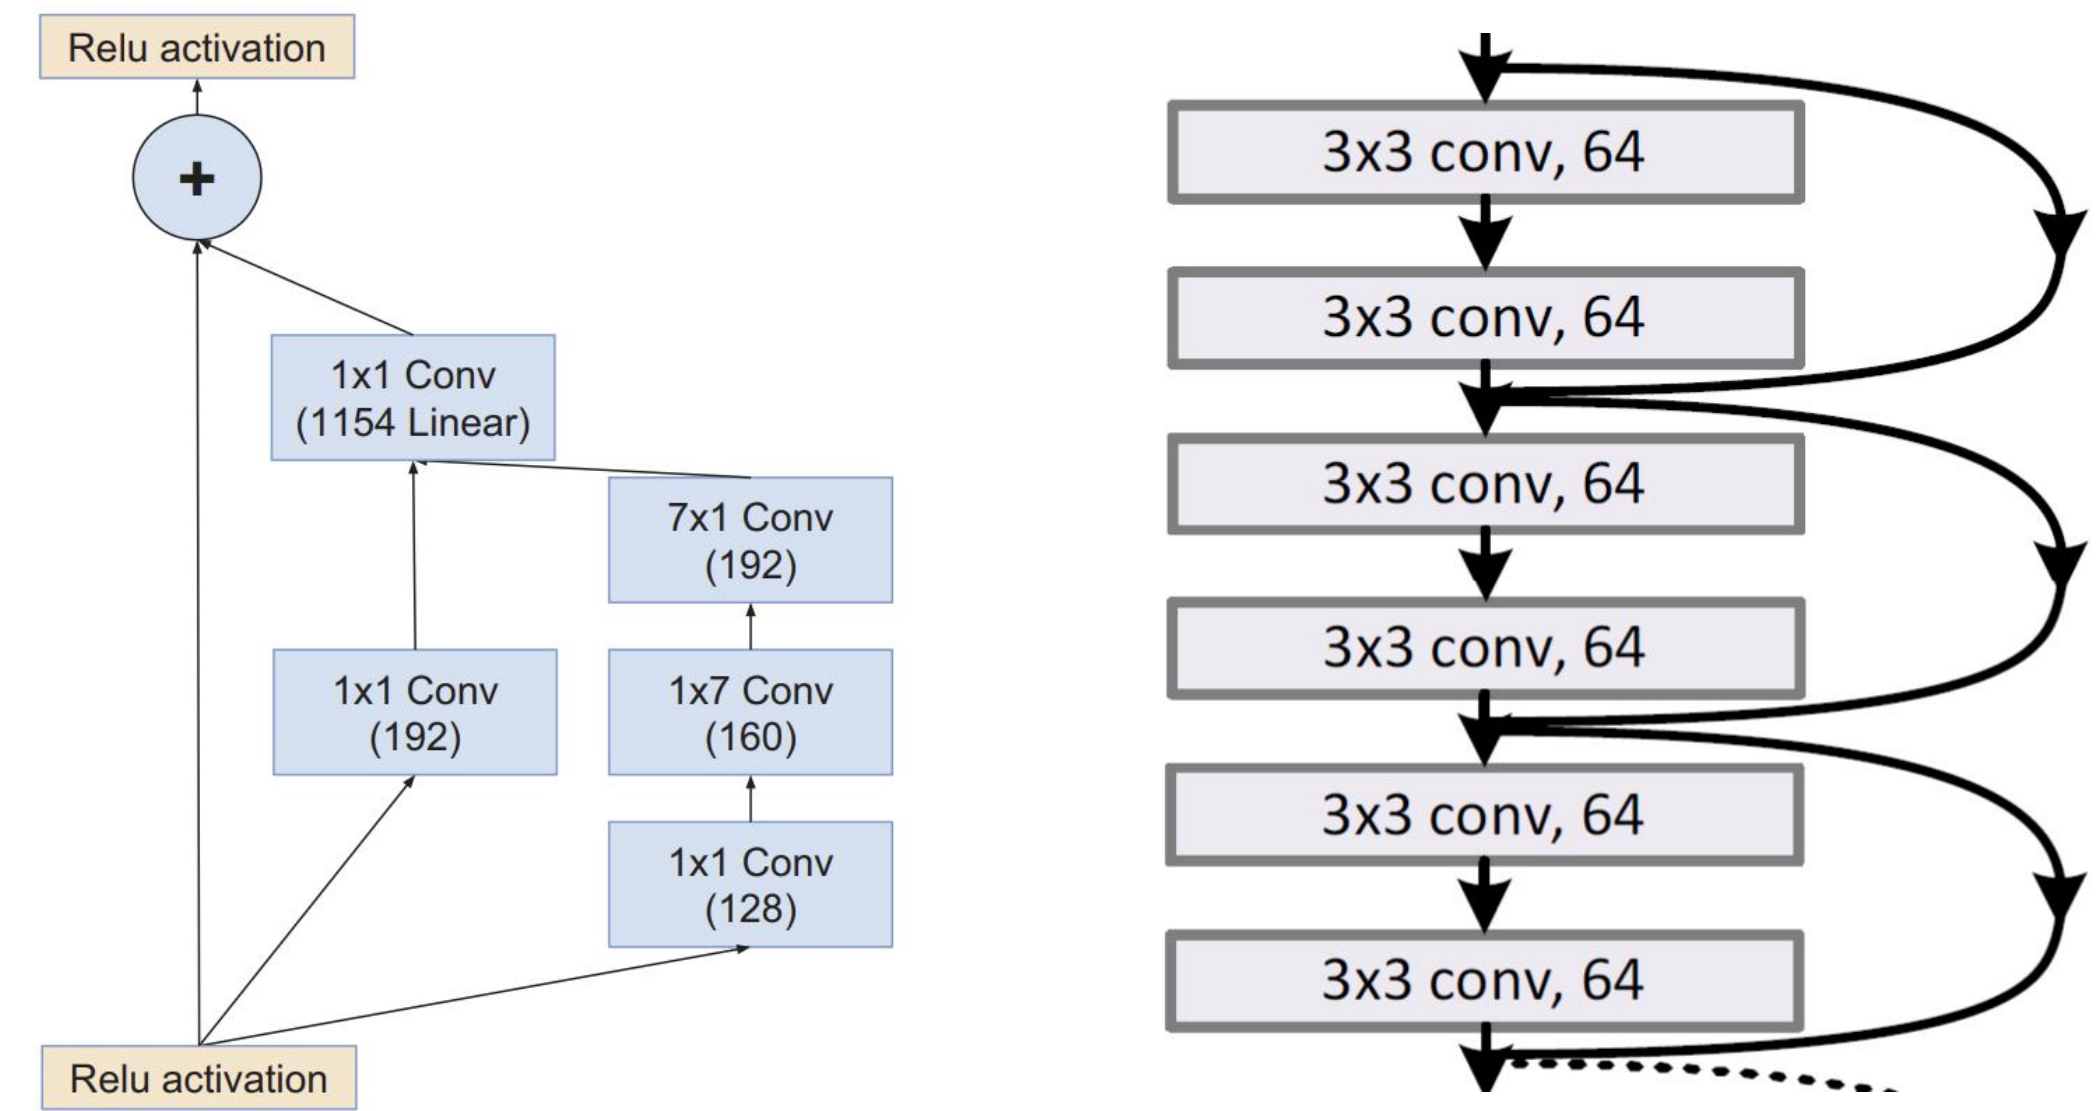 Relu activation
+
1x1 Conv
(1154 Linear)
7x1 Conv
(192)
1x1 Conv
(192)
1x7 Conv
(160)
1x1 Conv
(128)
Relu activation
3x3 conv, 64
3x3 conv, 64
3x3 conv, 64
3x3 conv, 64
3x3 conv, 64
3x3 conv, 64